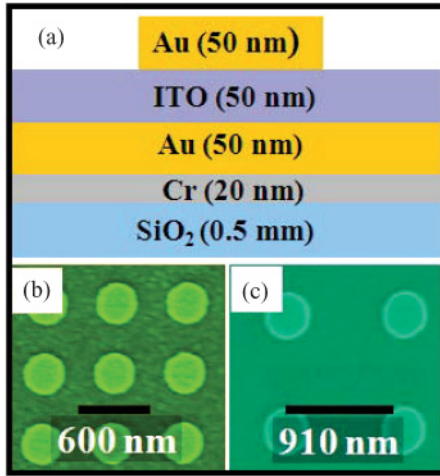 (a)
Au (50 nm)
ITO (50 nm)
Au (50 nm)
Cr (20 nm)
SiO₂ (0.5 mm)
(b)
(c)
600 nm
910 nm